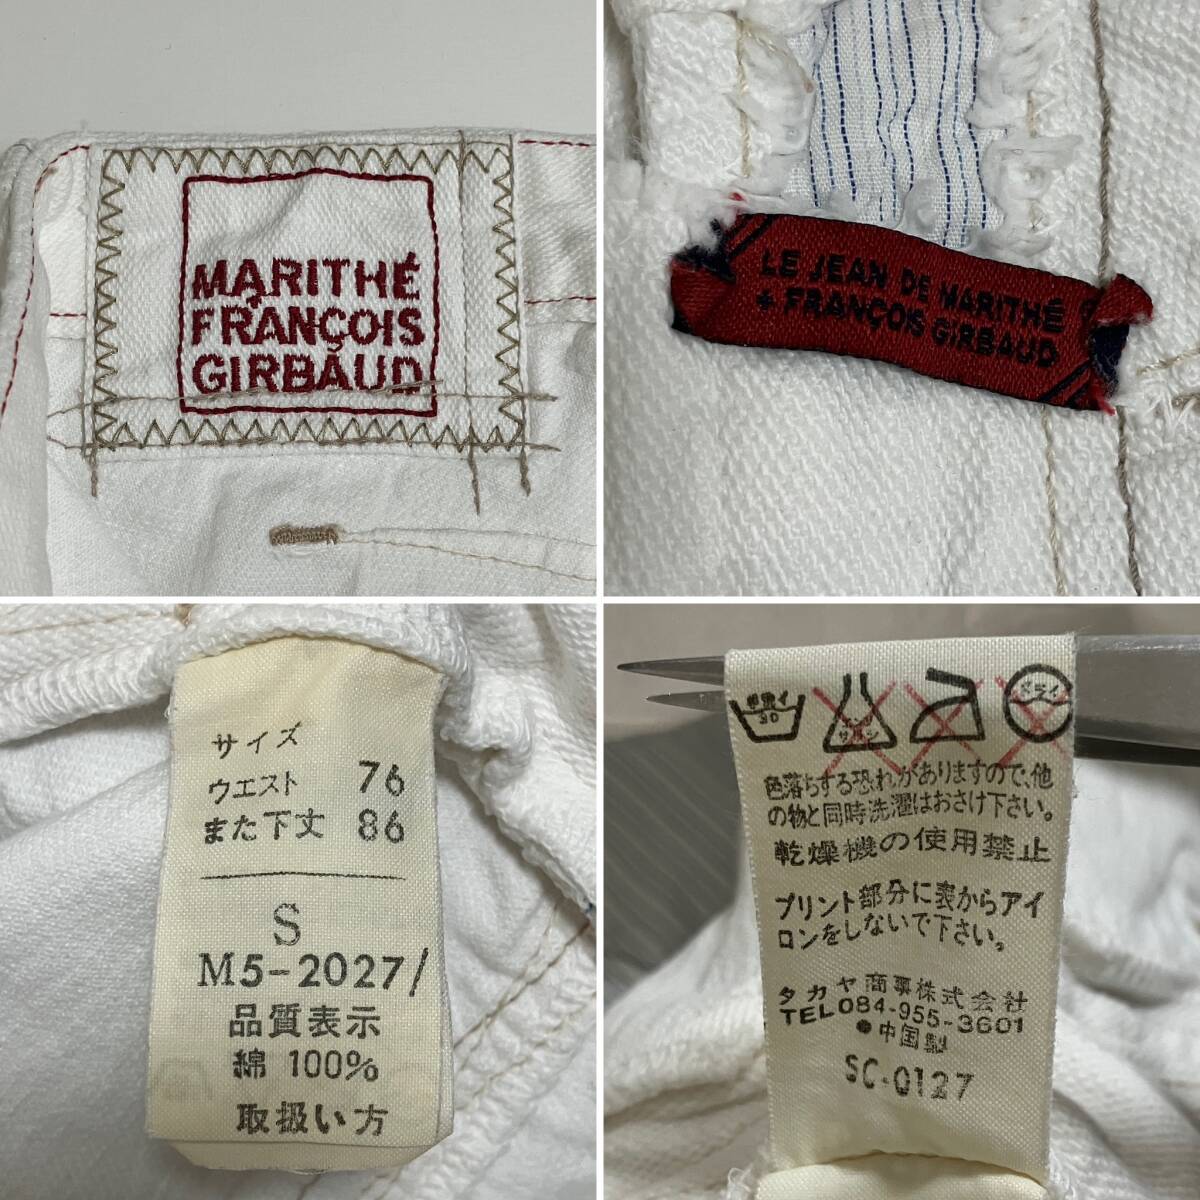 MARITHÉ
FRANÇOIS
GIRBAUD
LE JEAN DE MARITHÉ
+ FRANÇOIS GIRBAUD
サイズ
ウエスト 76
また下丈 86
S
M5-2027/
品質表示
綿 100%
取扱い方
30
ドライ
色落ちする恐れがありますので、他
の物と同時洗濯はおさけ下さい。
乾燥機の使用禁止
プリント部分に表からアイ
ロンをしないで下さい。
タカヤ商事株式会社
TEL084-955-3601
●中国製
SC-0127